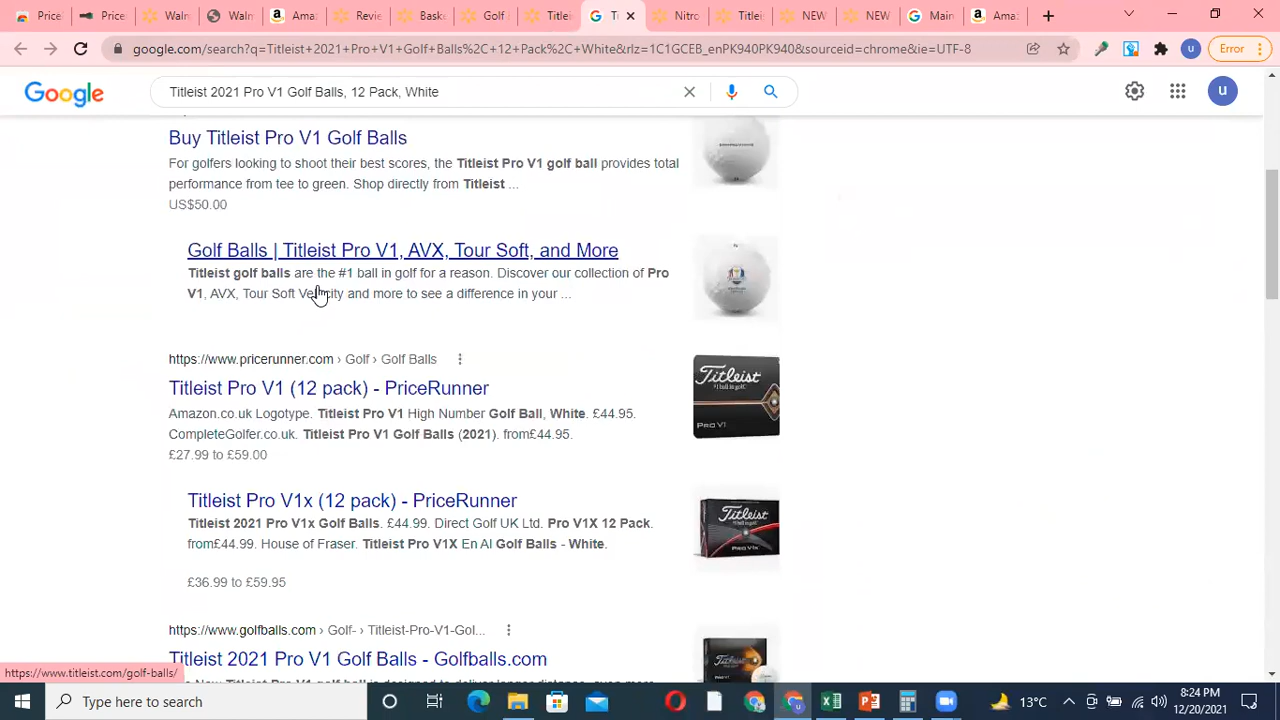 Price
Price
Walm
Walm
Ama
Revie
Baske
Golf
Titlei
Ti
Nitro
Titlei
NEW
NEW
Main
Ama
google.com/search?q=Titleist+2021+Pro+V1+Golf+Balls%2C+12+Pack%2C+White&rlz=1C1GCEB_enPK940PK940&sourceid=chrome&ie=UTF-8
u
Error
Google
Titleist 2021 Pro V1 Golf Balls, 12 Pack, White
u
Buy Titleist Pro V1 Golf Balls
For golfers looking to shoot their best scores, the Titleist Pro V1 golf ball provides total
performance from tee to green. Shop directly from Titleist ...
US$50.00
Golf Balls | Titleist Pro V1, AVX, Tour Soft, and More
Titleist golf balls are the #1 ball in golf for a reason. Discover our collection of Pro
V1, AVX, Tour Soft Velocity and more to see a difference in your ...
https://www.pricerunner.com › Golf › Golf Balls
Titleist Pro V1 (12 pack) - PriceRunner
Amazon.co.uk Logotype. Titleist Pro V1 High Number Golf Ball, White. £44.95.
CompleteGolfer.co.uk. Titleist Pro V1 Golf Balls (2021). from£44.95.
£27.99 to £59.00
Titleist
PRO V1
Titleist Pro V1x (12 pack) - PriceRunner
Titleist 2021 Pro V1x Golf Balls. £44.99. Direct Golf UK Ltd. Pro V1X 12 Pack.
from£44.99. House of Fraser. Titleist Pro V1X En Al Golf Balls - White.
£36.99 to £59.95
Titleist
PRO V1x
https://www.golfballs.com › Golf- › Titleist-Pro-V1-Gol...
Titleist 2021 Pro V1 Golf Balls - Golfballs.com
Titleist
Type here to search
13°C
8:24 PM
12/20/2021